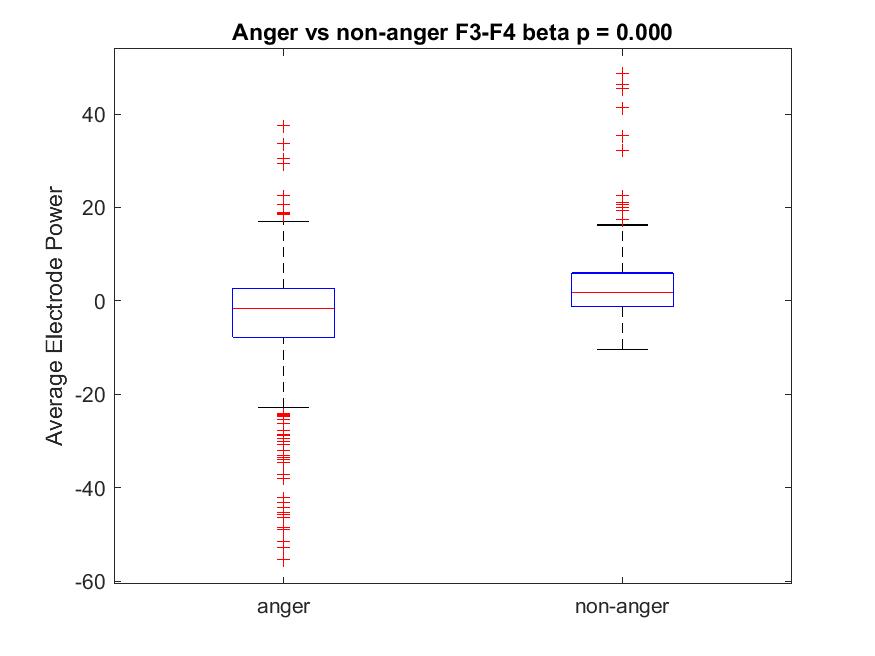 Anger vs non-anger F3-F4 beta p = 0.000
Average Electrode Power
40
20
0
-20
-40
-60
anger
non-anger